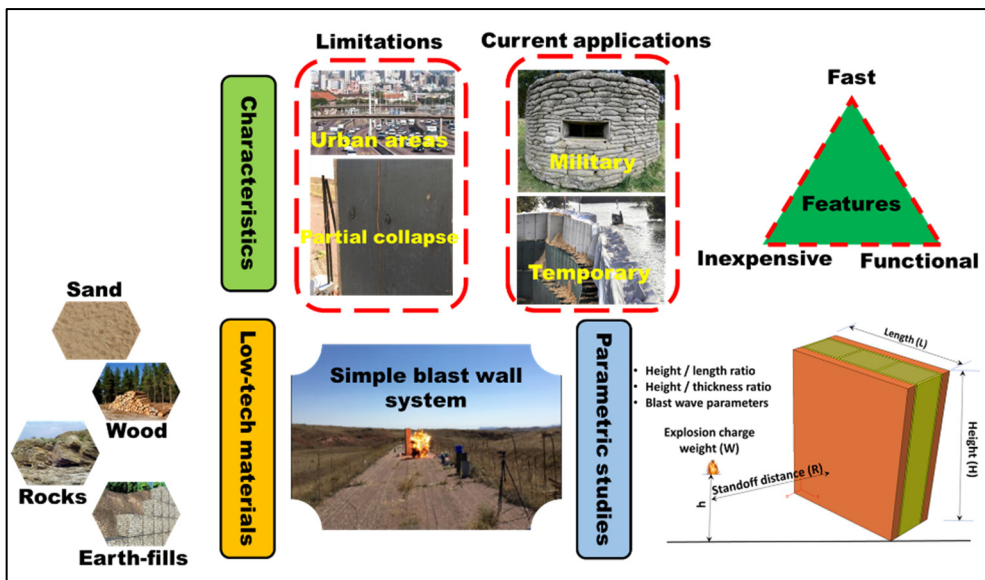 Limitations
Current applications
Characteristics
Urban areas
Partial collapse
Military
Temporary
Fast
Features
Inexpensive
Functional
Sand
Wood
Rocks
Earth-fills
Low-tech materials
Simple blast wall
system
Parametric studies
• Height / length ratio
• Height / thickness ratio
• Blast wave parameters
Explosion charge
weight (W)
Standoff distance (R)
h
Length (L)
Height (H)